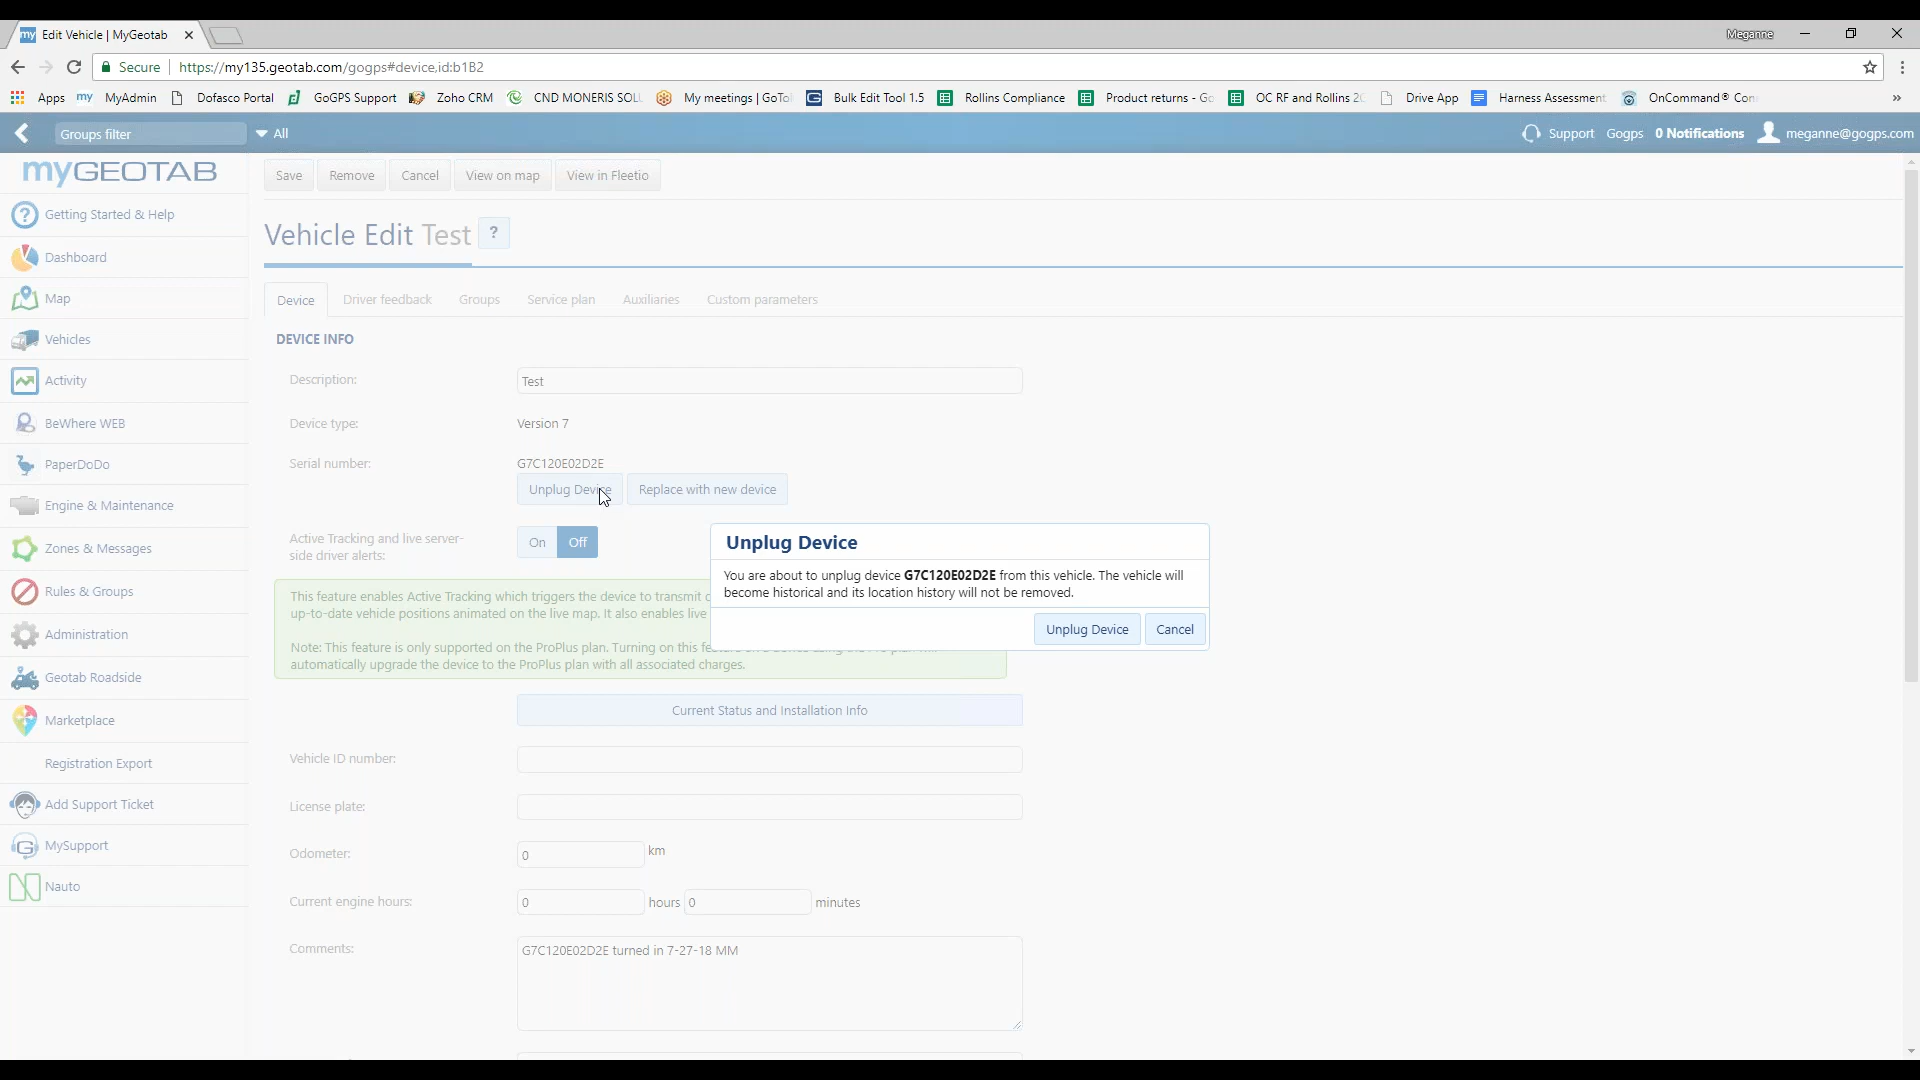 Edit Vehicle | MyGeotab
Meganne
Secure https://my135.geotab.com/gogps#device,id:b1B2
Apps MyAdmin Dofasco Portal GoGPS Support Zoho CRM CND MONERIS SOL My meetings | GoTo Bulk Edit Tool 1.5 Rollins Compliance Product returns - Go OC RF and Rollins 2 Drive App Harness Assessment OnCommand® Con »
Groups filter All Support Gogps 0 Notifications meganne@gogps.com
myGEOTAB
Save Remove Cancel View on map View in Fleetio
Getting Started & Help
Vehicle Edit Test ?
Dashboard
Map
Device Driver feedback Groups Service plan Auxiliaries Custom parameters
Vehicles
DEVICE INFO
Activity
Description: Test
BeWhere WEB
Device type: Version 7
PaperDoDo
Serial number: G7C120E02D2E
Unplug Device Replace with new device
Engine & Maintenance
Active Tracking and live server-
side driver alerts:
On Off
Zones & Messages
Unplug Device
You are about to unplug device G7C120E02D2E from this vehicle. The vehicle will
become historical and its location history will not be removed.
Unplug Device Cancel
Rules & Groups
This feature enables Active Tracking which triggers the device to transmit
up-to-date vehicle positions animated on the live map. It also enables live
Administration
Note: This feature is only supported on the ProPlus plan. Turning on this
automatically upgrade the device to the ProPlus plan with all associated charges.
Geotab Roadside
Marketplace
Current Status and Installation Info
Registration Export
Vehicle ID number:
Add Support Ticket
License plate:
MySupport
Odometer: 0 km
Nauto
Current engine hours: 0 hours 0 minutes
Comments: G7C120E02D2E turned in 7-27-18 MM